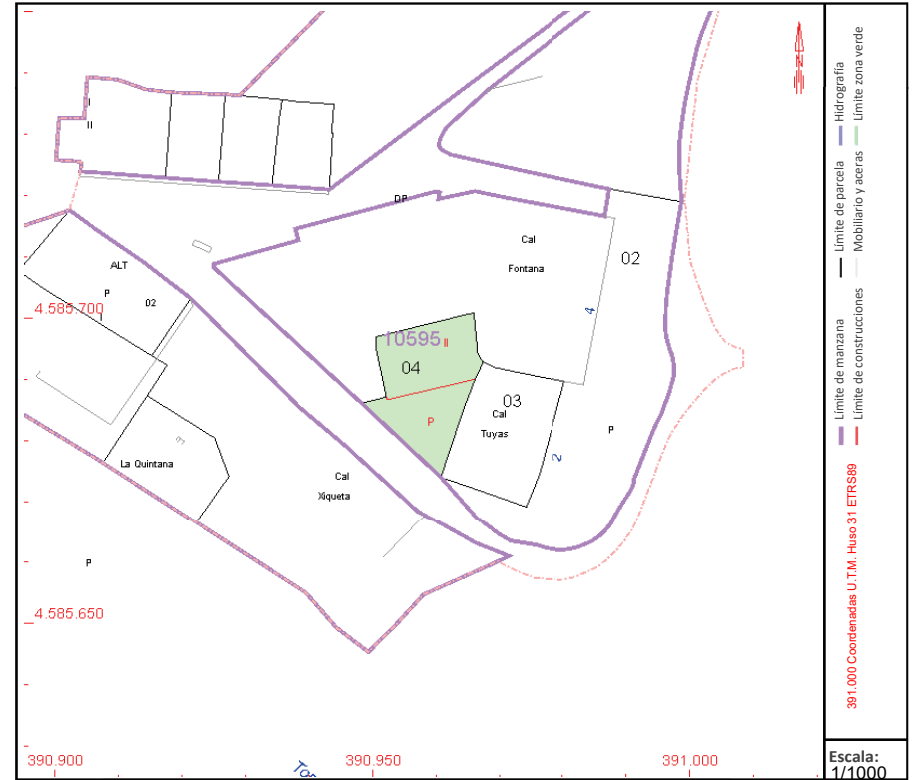 I
II
DP
Cal
Fontana
02
ALT
P
02
I
4.585.700
4
10595
II
04
03
Cal
Tuyas
P
P
2
3
La Quintana
Cal
Xiqueta
P
4.585.650
390.900
390.950
391.000
N
Límite de manzana
Límite de parcela
Hidrografía
Límite de construcciones
Mobiliario y aceras
Límite zona verde
391.000 Coordenadas U.T.M. Huso 31 ETRS89
Escala:
1/1000